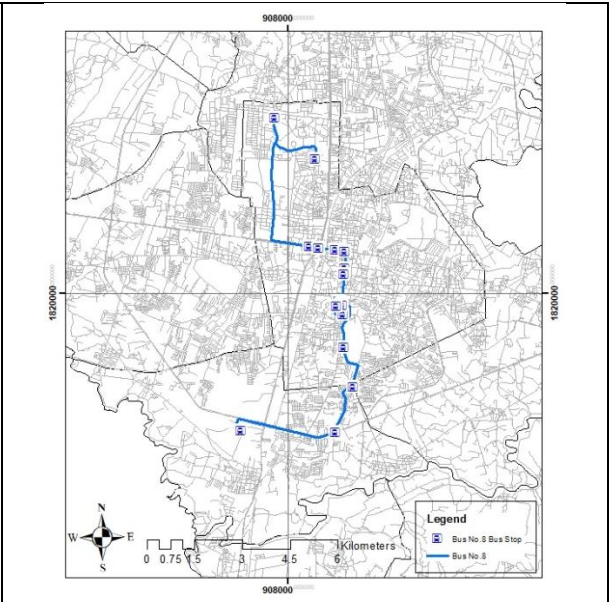 908000
1820000
1820000
N
W E
S
0 0.75 1.5 3 4.5 6
Kilometers
Legend
Bus No.8 Bus Stop
Bus No.8
908000